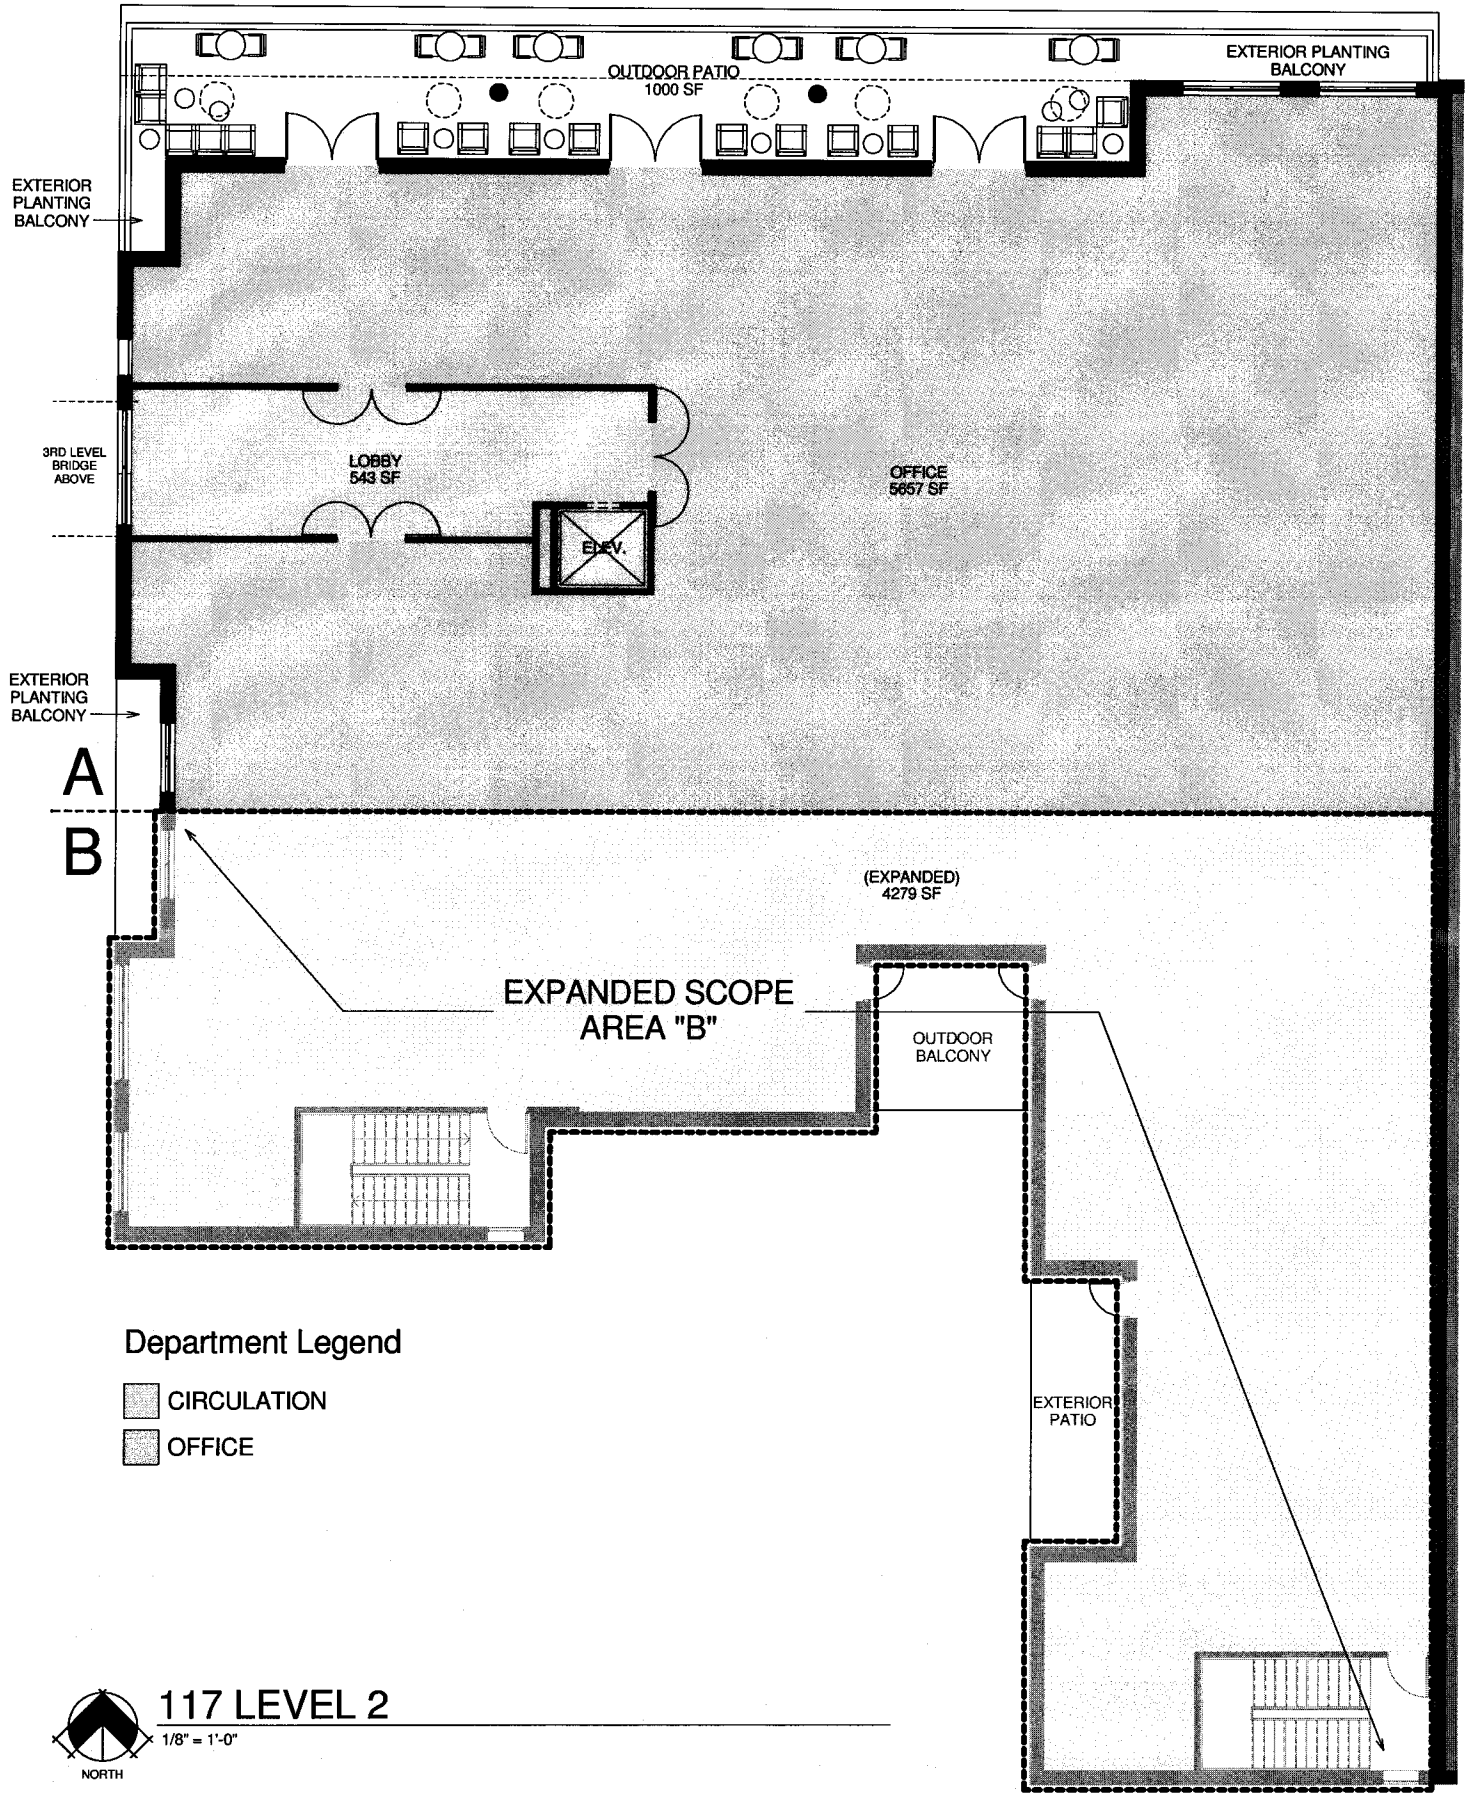 EXTERIOR PLANTING
BALCONY
OUTDOOR PATIO
1000 SF
EXTERIOR
PLANTING
BALCONY
3RD LEVEL
BRIDGE
ABOVE
LOBBY
543 SF
OFFICE
5657 SF
ELEV.
EXTERIOR
PLANTING
BALCONY
A
B
(EXPANDED)
4279 SF
EXPANDED SCOPE
AREA "B"
OUTDOOR
BALCONY
Department Legend
CIRCULATION
OFFICE
EXTERIOR
PATIO
117 LEVEL 2
1/8" = 1'-0"
NORTH